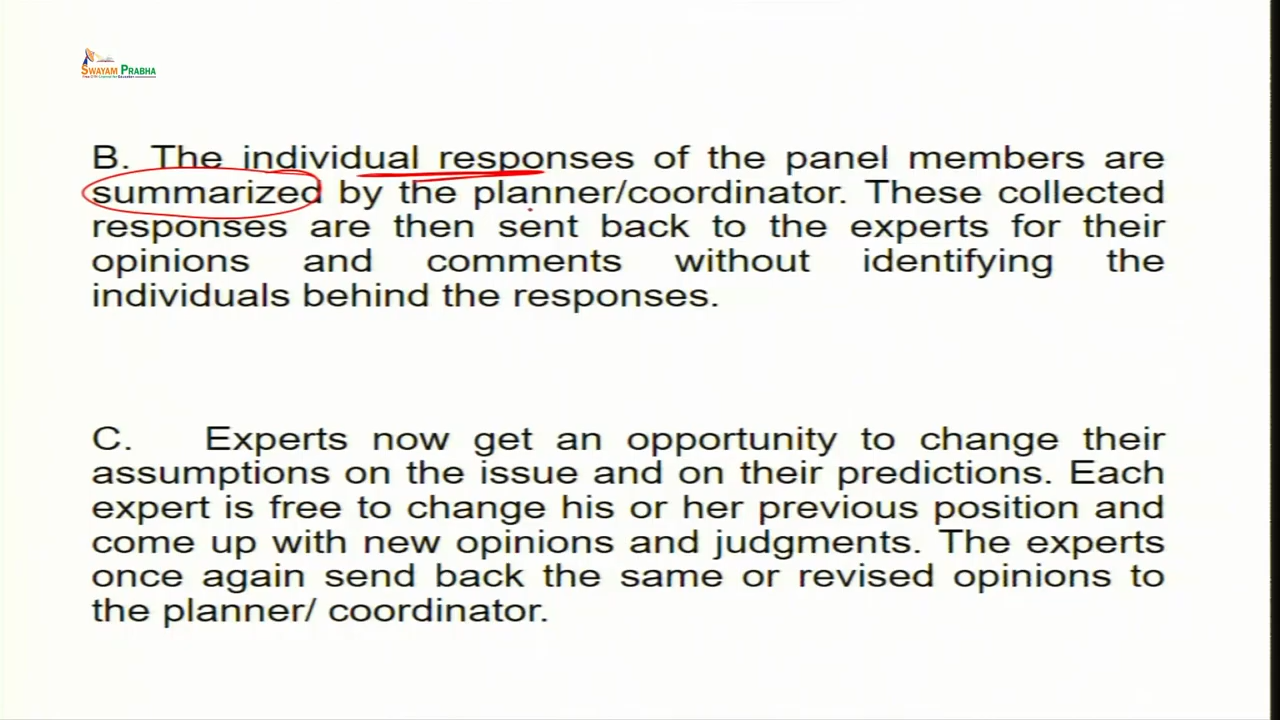 SWAYAM PRABHA
B. The individual responses of the panel members are
summarized by the planner/coordinator. These collected
responses are then sent back to the experts for their
opinions and comments without identifying the
individuals behind the responses.
C. Experts now get an opportunity to change their
assumptions on the issue and on their predictions. Each
expert is free to change his or her previous position and
come up with new opinions and judgments. The experts
once again send back the same or revised opinions to
the planner/ coordinator.